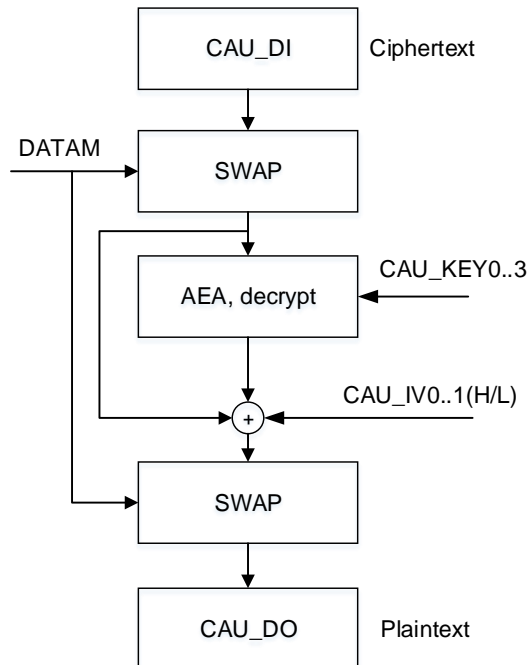 CAU_DI Ciphertext
DATAM
SWAP
CAU_KEY0..3
AEA, decrypt
CAU_IV0..1(H/L)
+
SWAP
CAU_DO Plaintext